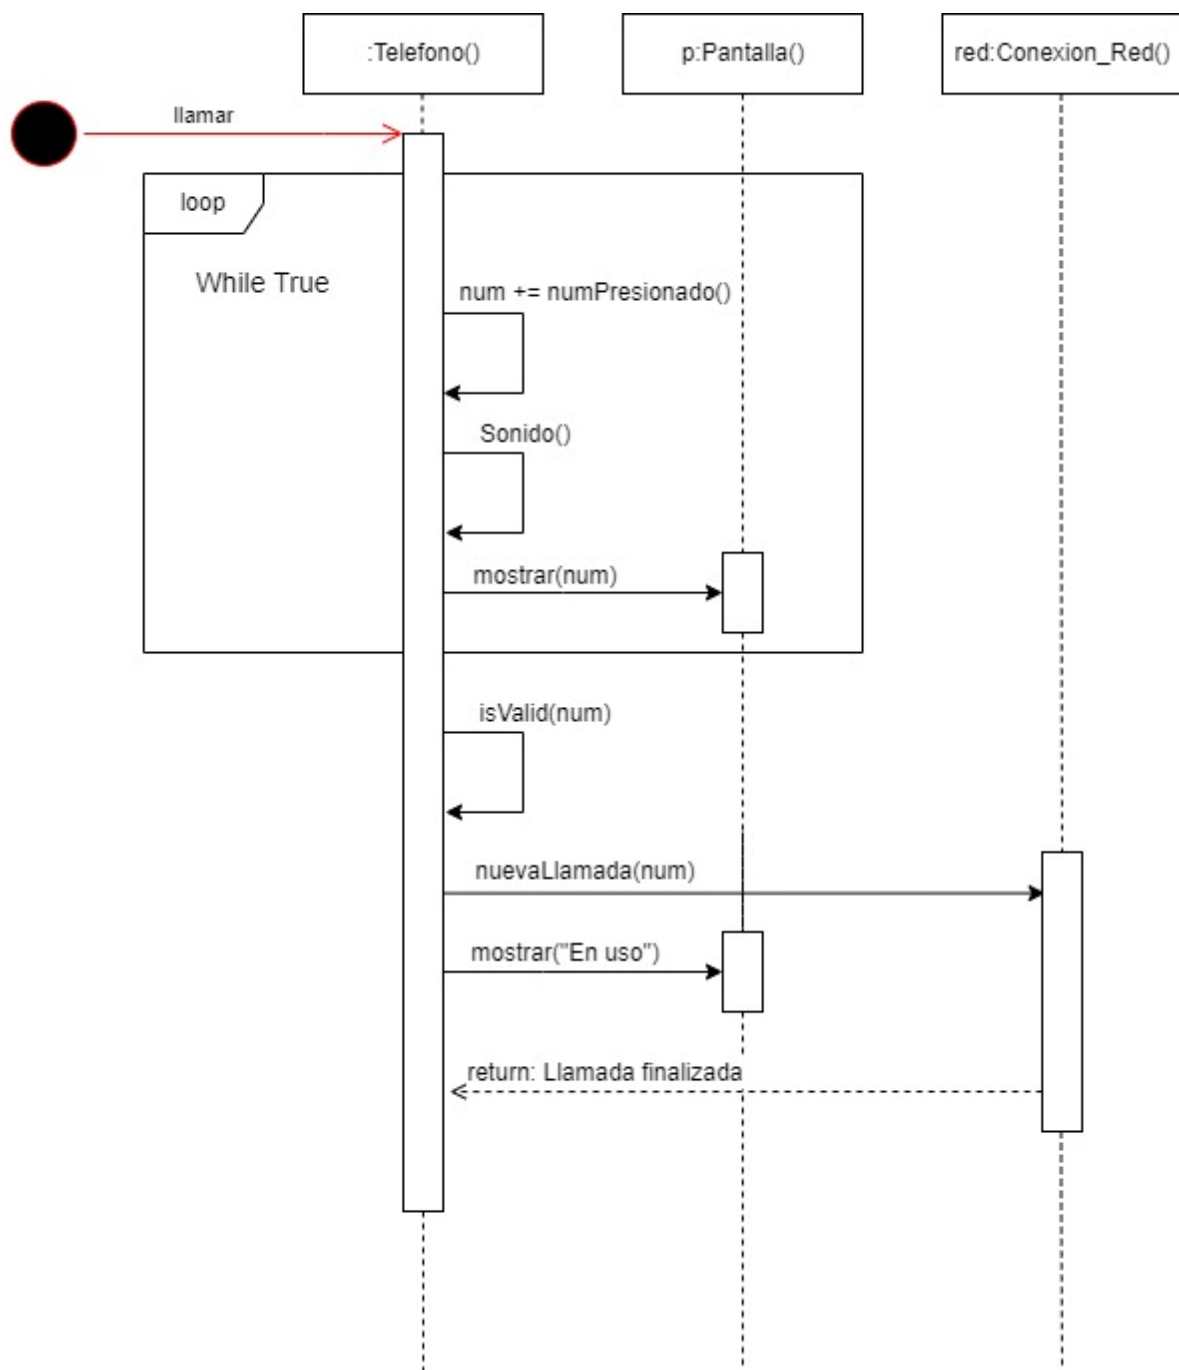 :Telefono()
p:Pantalla()
red:Conexion_Red()
llamar
loop
While True
num += numPresionado()
Sonido()
mostrar(num)
isValid(num)
nuevaLlamada(num)
mostrar("En uso")
return: Llamada finalizada